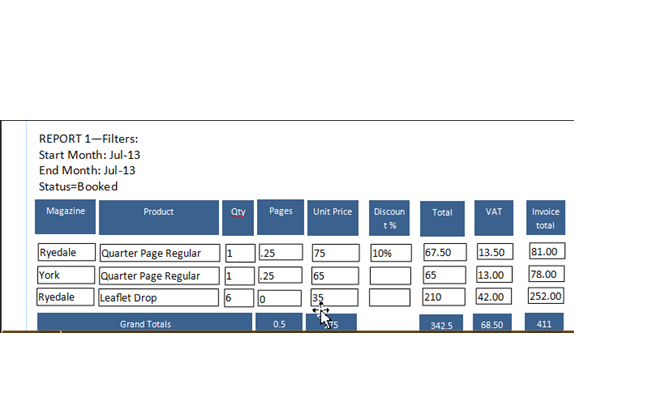 REPORT 1—Filters:
Start Month: Jul-13
End Month: Jul-13
Status=Booked
Magazine Product Qty Pages Unit Price Discoun t % Total VAT Invoice total
Ryedale Quarter Page Regular 1 .25 75 10% 67.50 13.50 81.00
York Quarter Page Regular 1 .25 65 65 13.00 78.00
Ryedale Leaflet Drop 6 0 35 210 42.00 252.00
Grand Totals 0.5 342.5 68.50 411